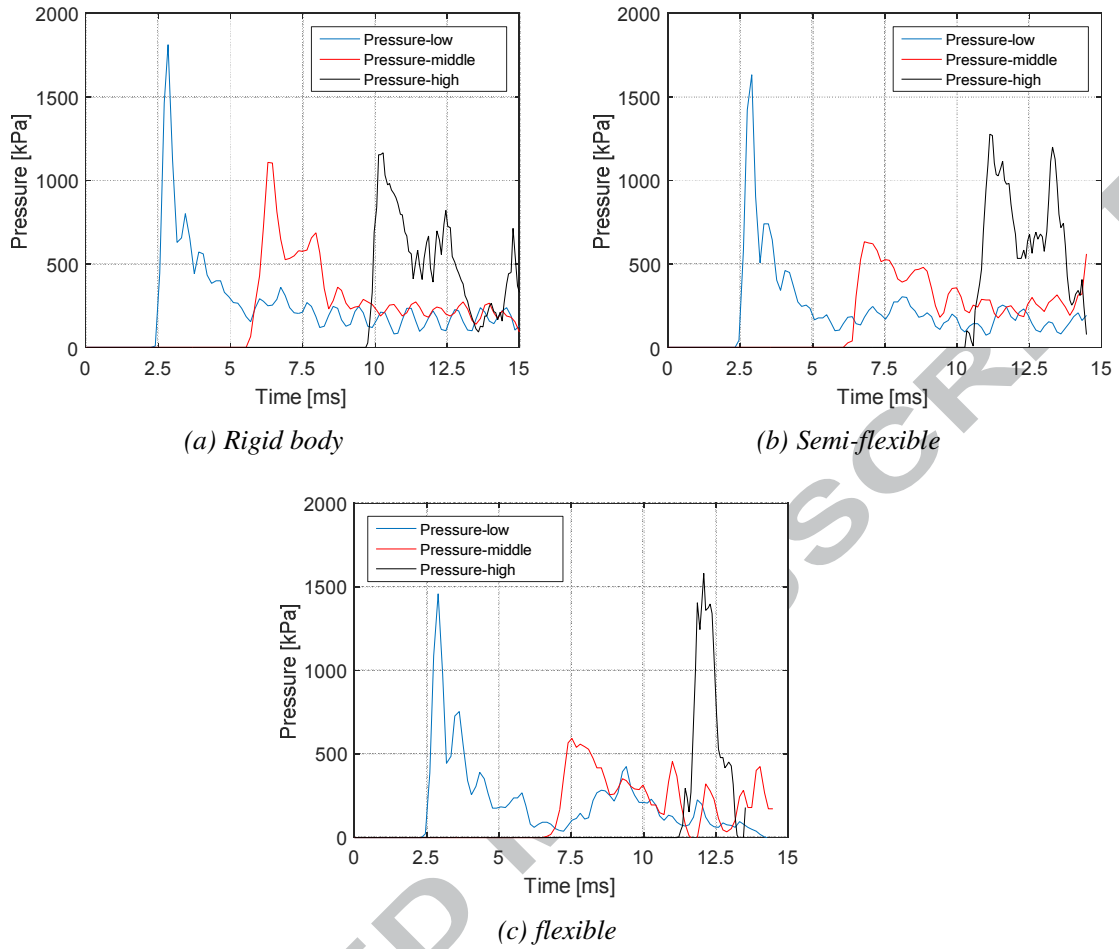 2000
1500
1000
500
0
Pressure [kPa]
Pressure-low
Pressure-middle
Pressure-high
0 2.5 5 7.5 10 12.5 15
Time [ms]
(a) Rigid body
2000
1500
1000
500
0
Pressure [kPa]
Pressure-low
Pressure-middle
Pressure-high
0 2.5 5 7.5 10 12.5 15
Time [ms]
(b) Semi-flexible
2000
1500
1000
500
0
Pressure [kPa]
Pressure-low
Pressure-middle
Pressure-high
0 2.5 5 7.5 10 12.5 15
Time [ms]
(c) flexible